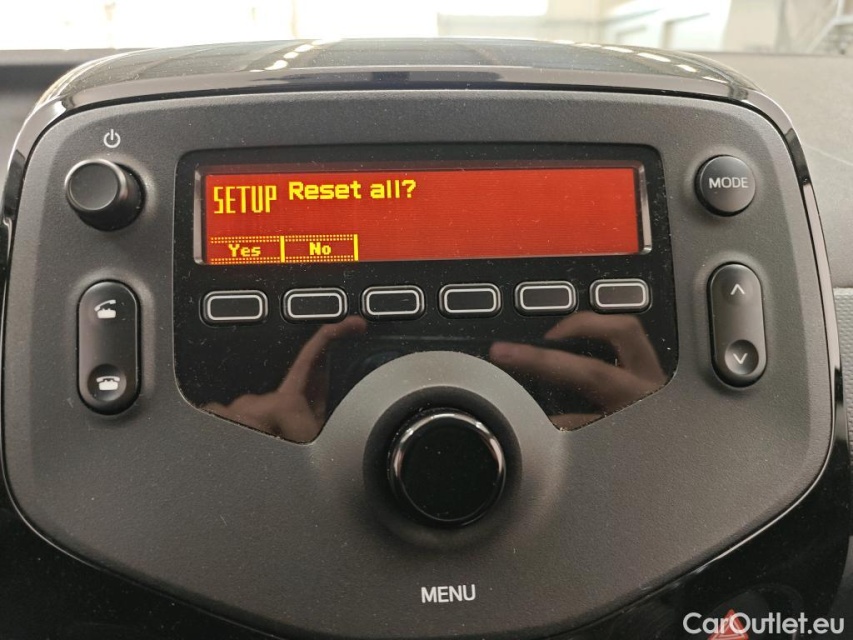 SETUP Reset all?
Yes No
MODE
MENU
CarOutlet.eu